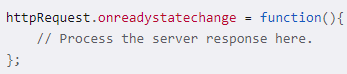 httpRequest.onreadystatechange = function(){
    // Process the server response here.
};